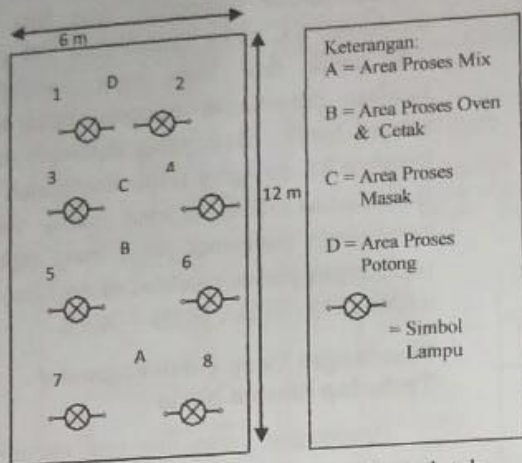 6 m
1 D 2
3 C 4
12 m
B
5 6
A
7 8
Keterangan:
A = Area Proses Mix
B = Area Proses Oven
& Cetak
C = Area Proses
Masak
D = Area Proses
Potong
= Simbol
Lampu